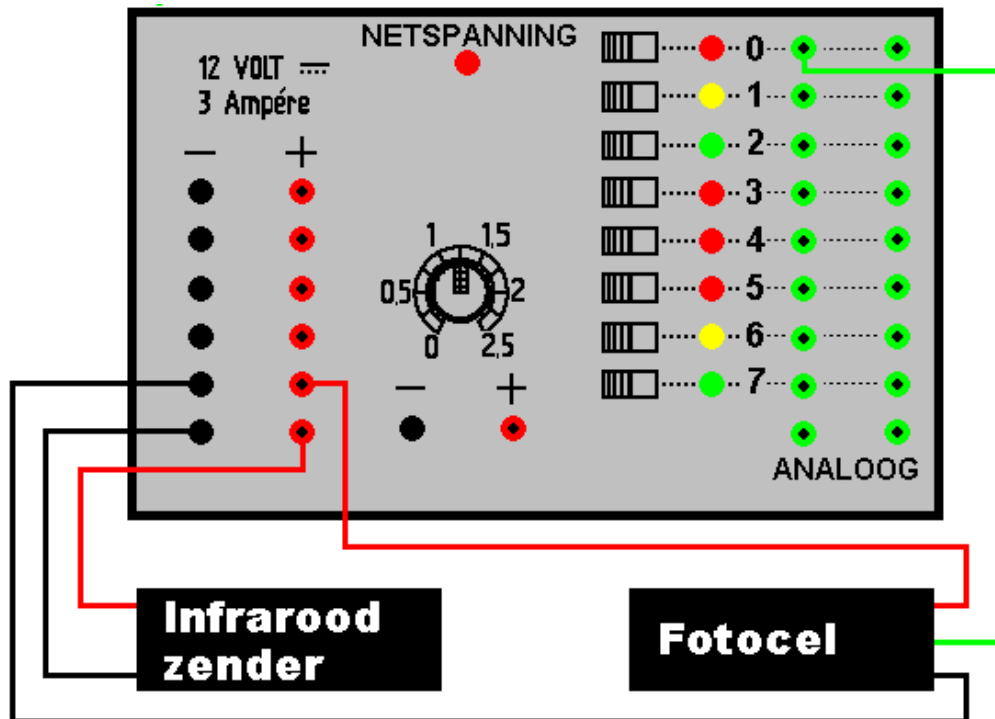 NETSPANNING
12 VOLT
3 Ampére
− +
0
1
2
3
4
5
6
7
1 1,5
0,5 2
0 2,5
− +
ANALOOG
Infrarood
zender
Fotocel